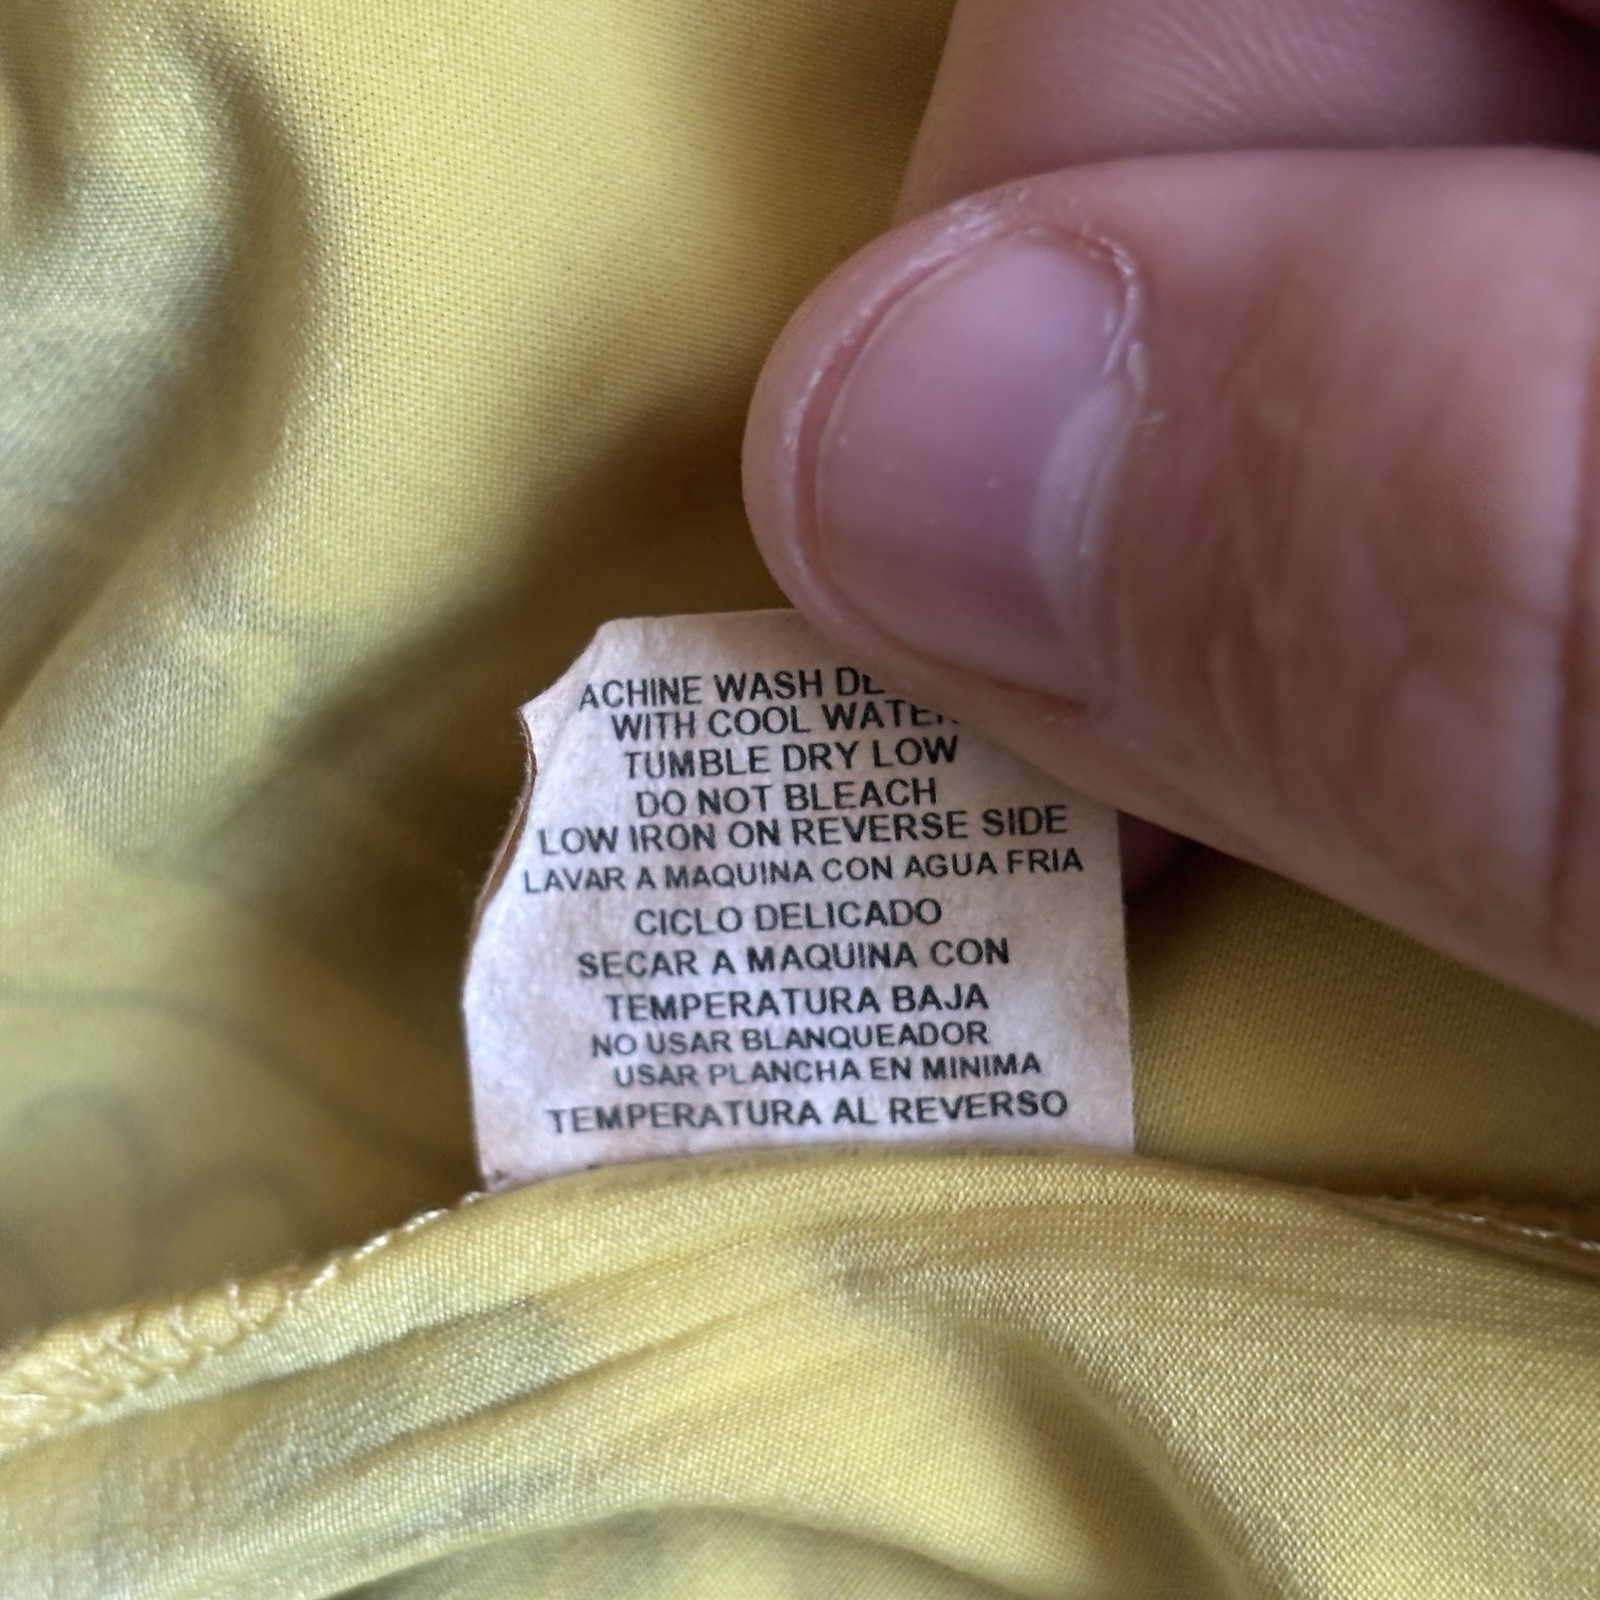 ACHINE WASH DE
WITH COOL WATER
TUMBLE DRY LOW
DO NOT BLEACH
LOW IRON ON REVERSE SIDE
LAVAR A MAQUINA CON AGUA FRIA
CICLO DELICADO
SECAR A MAQUINA CON
TEMPERATURA BAJA
NO USAR BLANQUEADOR
USAR PLANCHA EN MINIMA
TEMPERATURA AL REVERSO